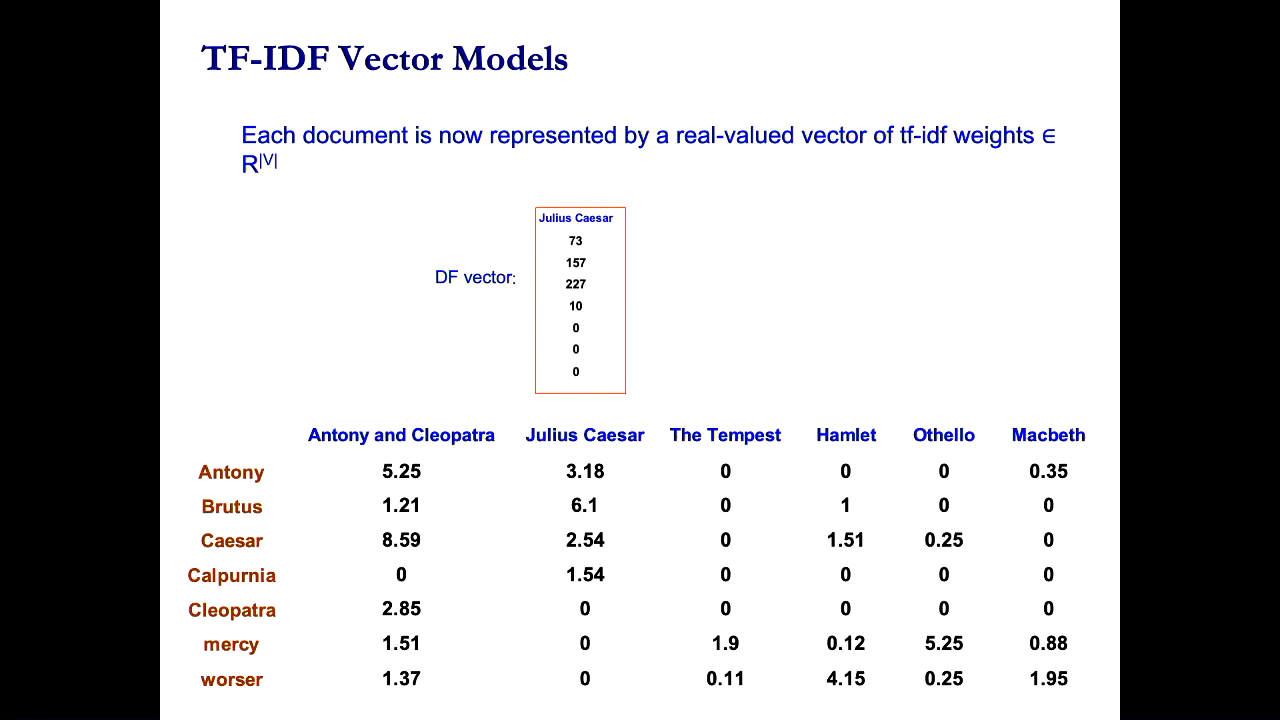 TF-IDF Vector Models
Each document is now represented by a real-valued vector of tf-idf weights ∈
R|V|
Julius Caesar
73
157
DF vector:
227
10
0
0
0
Antony and Cleopatra Julius Caesar The Tempest Hamlet Othello Macbeth
Antony 5.25 3.18 0 0 0 0.35
Brutus 1.21 6.1 0 1 0 0
Caesar 8.59 2.54 0 1.51 0.25 0
Calpurnia 0 1.54 0 0 0 0
Cleopatra 2.85 0 0 0 0 0
mercy 1.51 0 1.9 0.12 5.25 0.88
worser 1.37 0 0.11 4.15 0.25 1.95